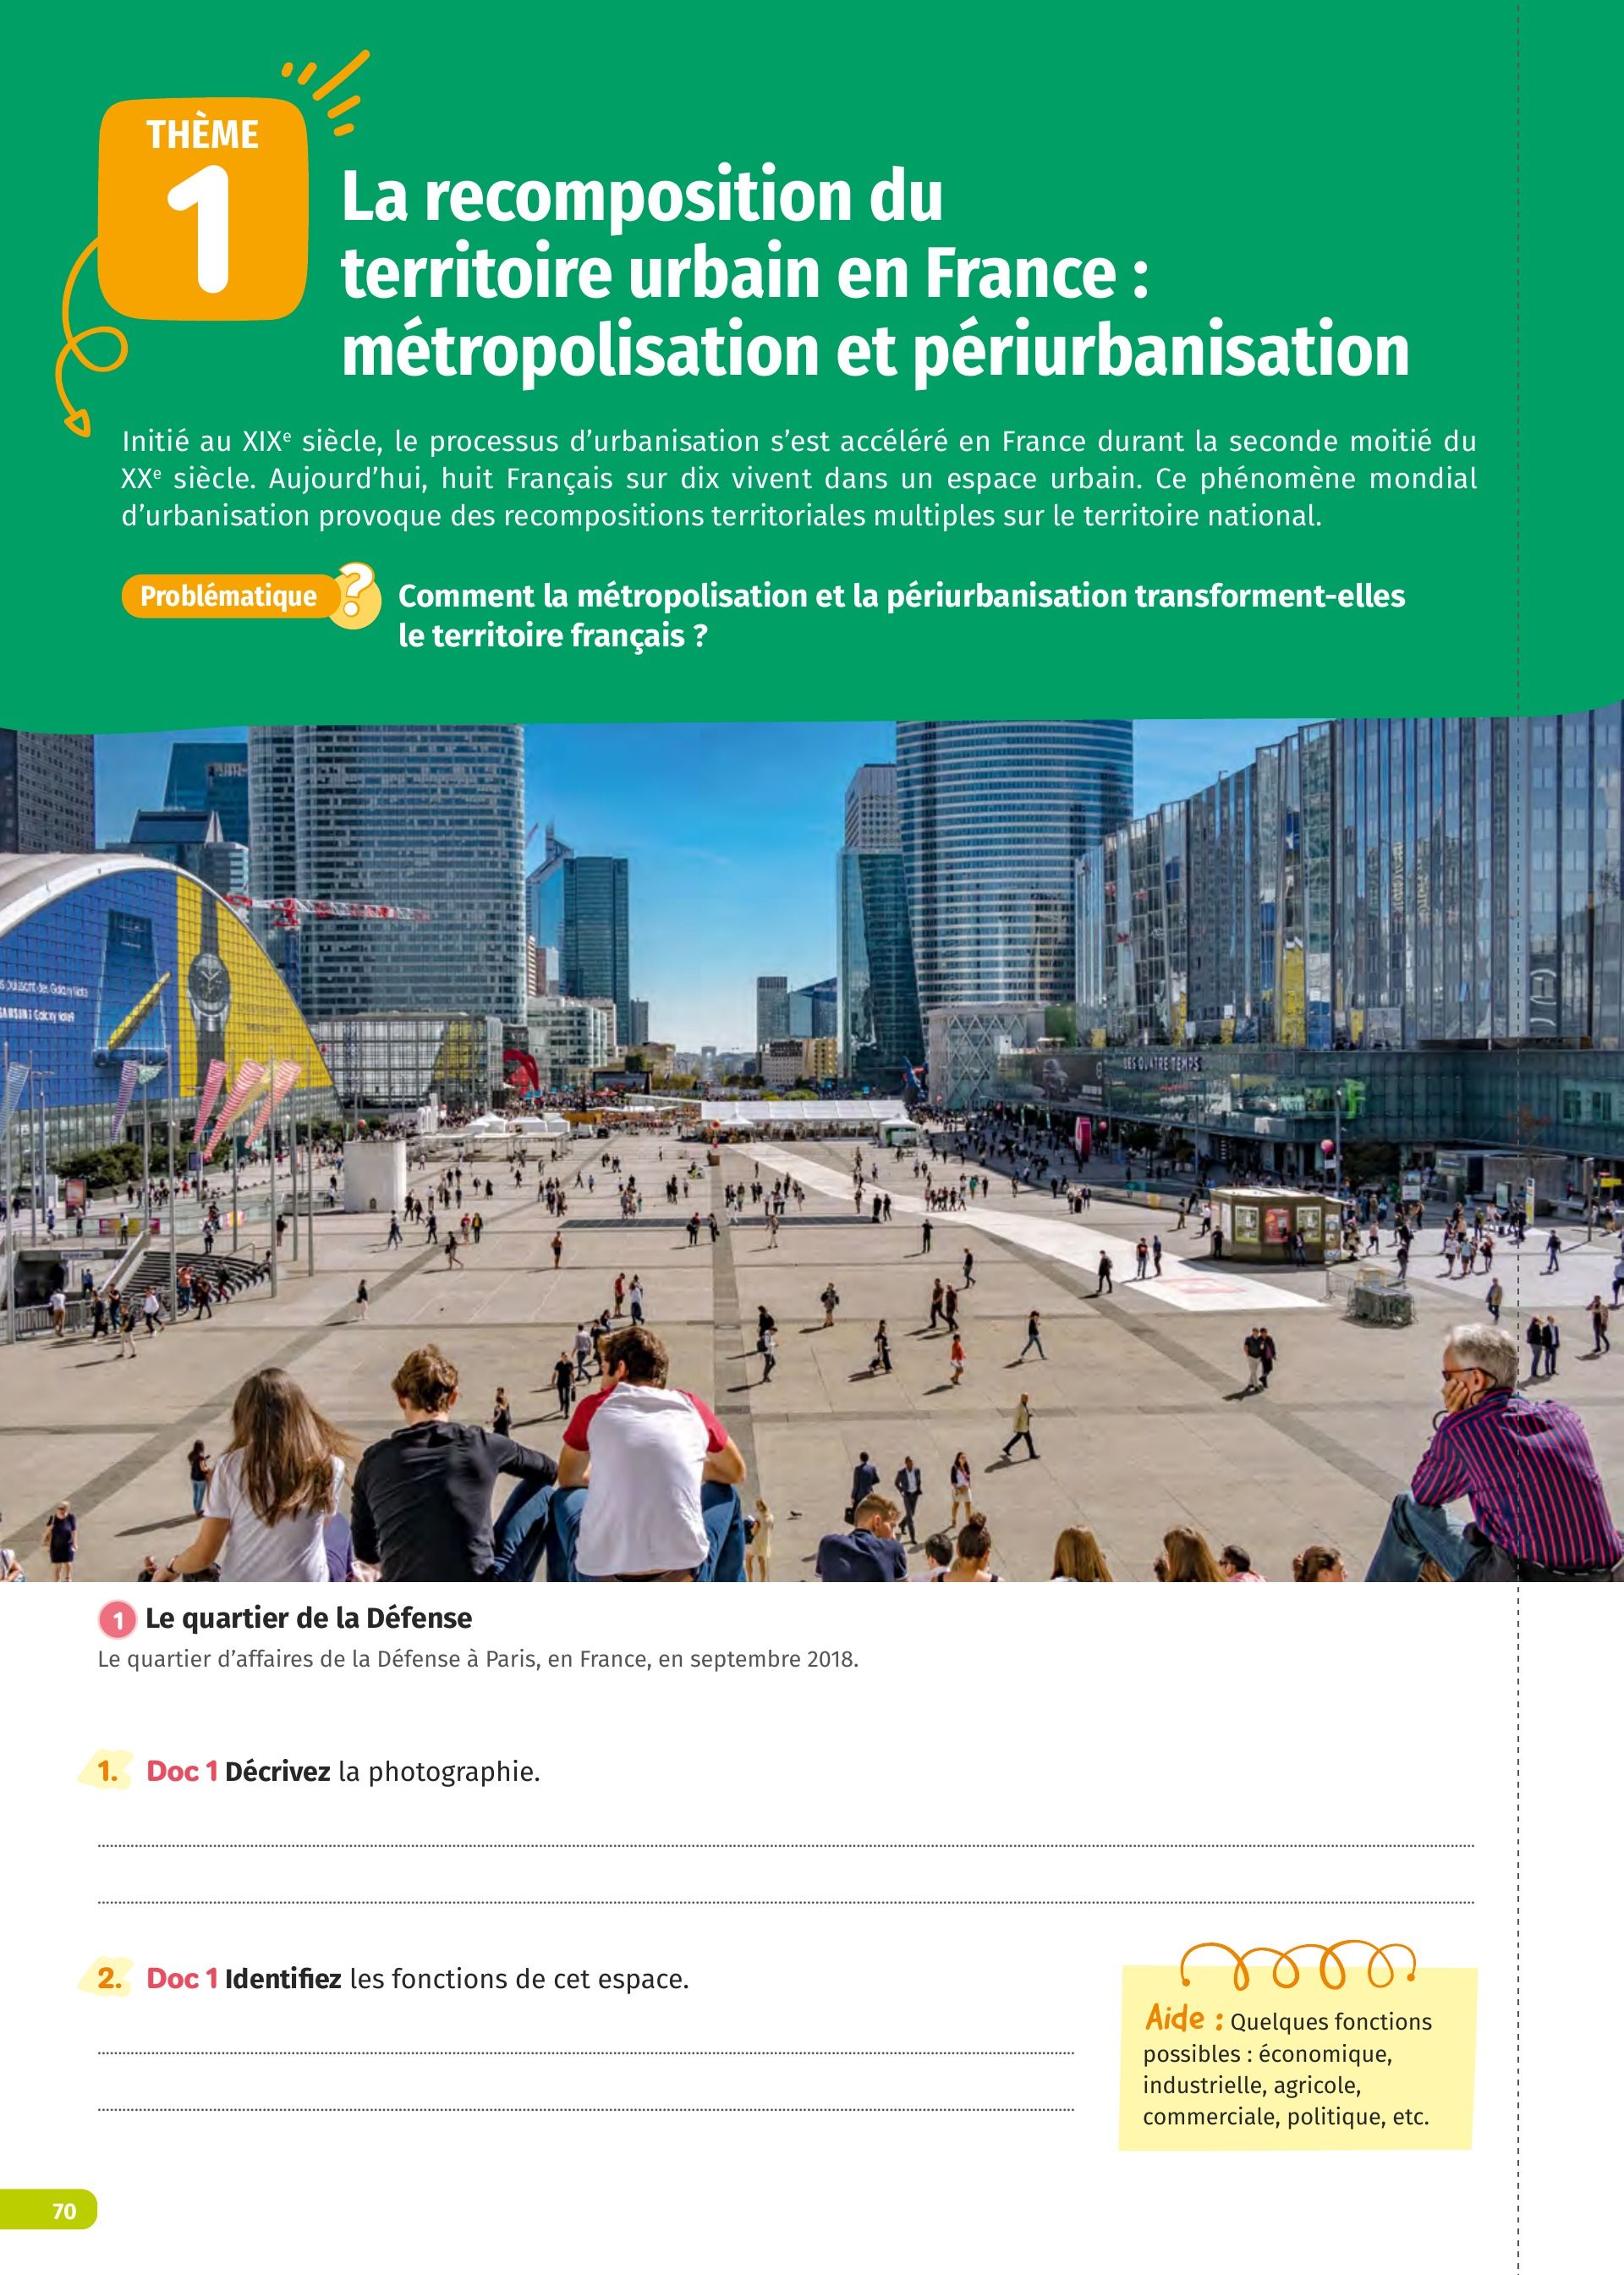 THÈME
1
La recomposition du
territoire urbain en France :
métropolisation et périurbanisation
Initié au XIXe siècle, le processus d’urbanisation s’est accéléré en France durant la seconde moitié du
XXe siècle. Aujourd’hui, huit Français sur dix vivent dans un espace urbain. Ce phénomène mondial
d’urbanisation provoque des recompositions territoriales multiples sur le territoire national.
Problématique ?
Comment la métropolisation et la périurbanisation transforment-elles
le territoire français ?
SAMSUNG Galaxy Note9
LES QUATRE TEMPS
1 Le quartier de la Défense
Le quartier d’affaires de la Défense à Paris, en France, en septembre 2018.
1. Doc 1 Décrivez la photographie.
2. Doc 1 Identifiez les fonctions de cet espace.
Aide : Quelques fonctions
possibles : économique,
industrielle, agricole,
commerciale, politique, etc.
70